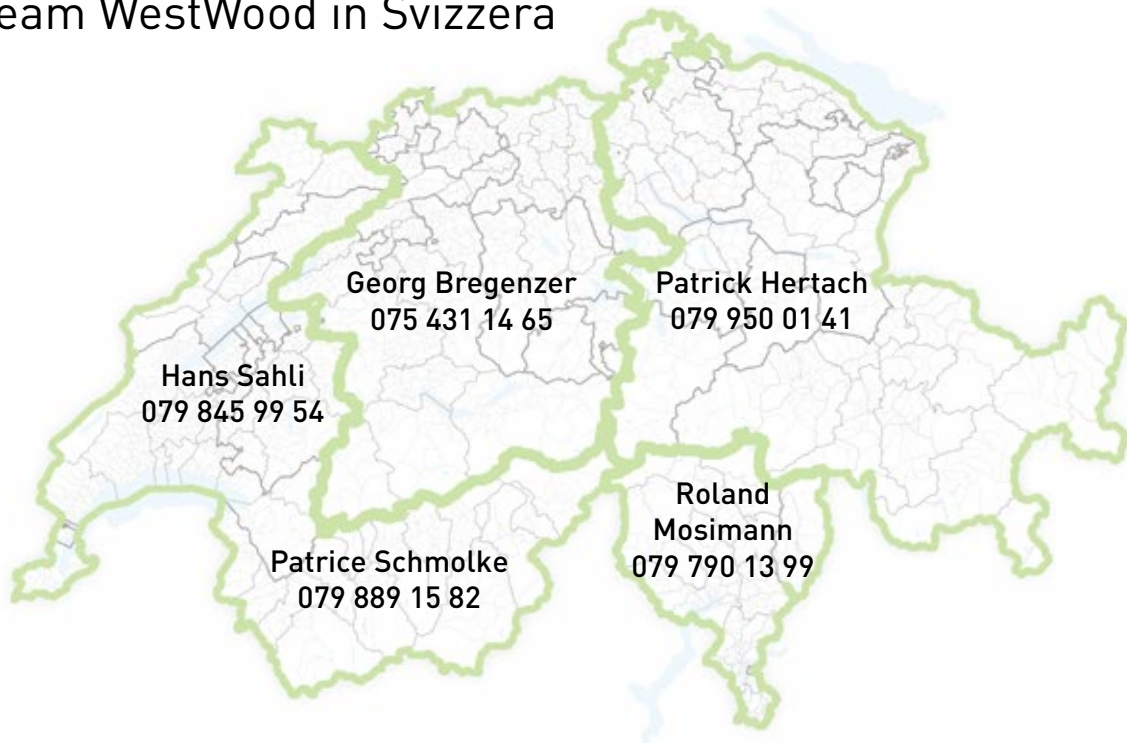 eam WestWood in Svizzera
Georg Bregenzer
075 431 14 65
Patrick Hertach
079 950 01 41
Hans Sahli
079 845 99 54
Roland
Mosimann
079 790 13 99
Patrice Schmolke
079 889 15 82